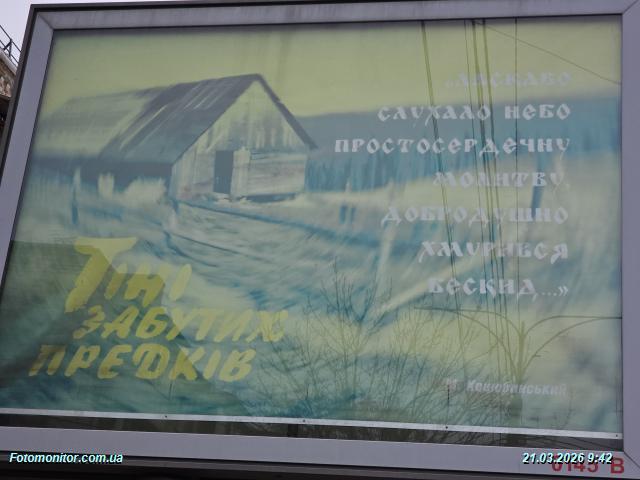 „ЛАСКАВО
СЛУХАЛО НЕБО
ПРОСТОСЕРДЕЧНУ
МОЛИТВУ,
ДОБРОДУШНО
ХМУРИВСЯ
БЕСКИД...“
Тіні
ЗАБУТИХ
ПРЕДКІВ
М. Коцюбинський
Fotomonitor.com.ua
21.03.2026 9:42
0145 В